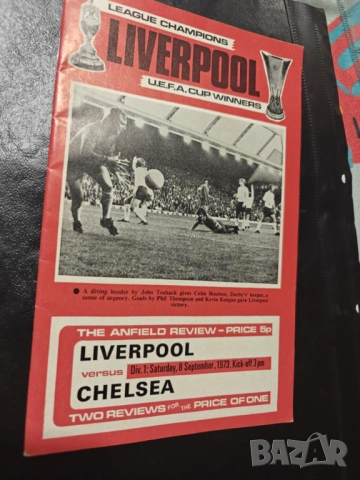 LEAGUE CHAMPIONS
LIVERPOOL
U.E.F.A. CUP WINNERS
A diving header by John Toshack gives Colin Boulton, Derby's keeper, a
sense of urgency. Goals by Phil Thompson and Kevin Keegan gave Liverpool
victory.
THE ANFIELD REVIEW – PRICE 5p
LIVERPOOL
versus Div. 1: Saturday, 8 September, 1973. Kick-off 3 pm
CHELSEA
TWO REVIEWS FOR THE PRICE OF ONE
BAZAR